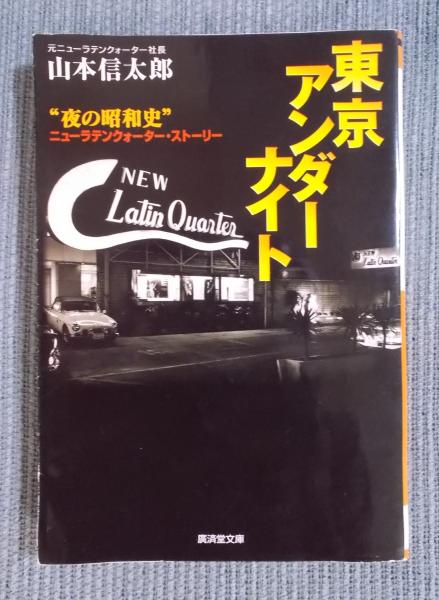 元ニューラテンクォーター社長
山本信太郎
東京
アンダー
ナイト
“夜の昭和史”
ニューラテンクォーター・ストーリー
NEW
Latin Quarter
Latin Quarter
廣済堂文庫